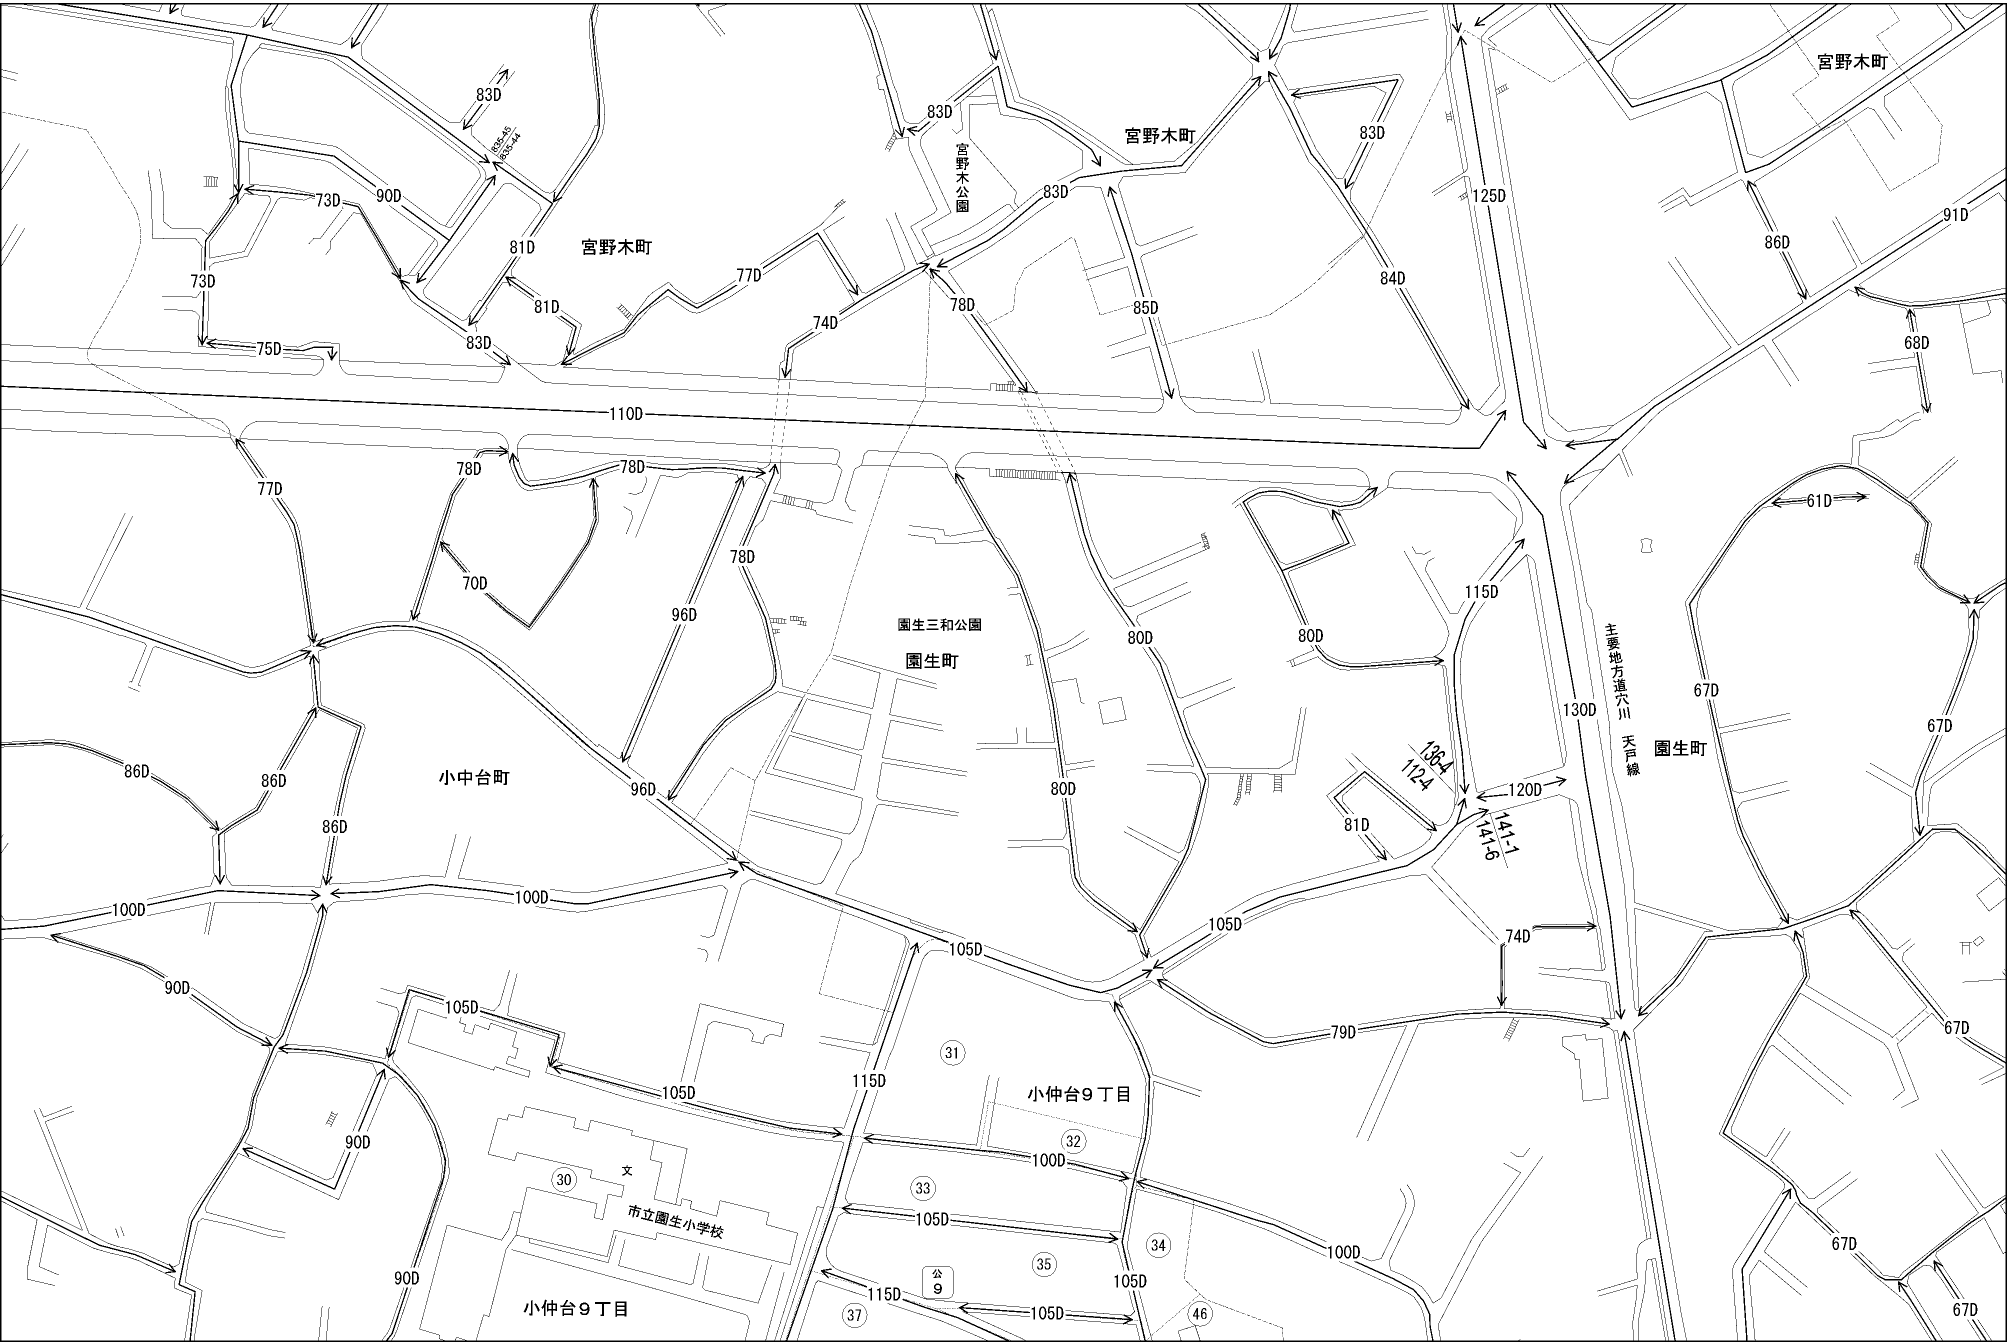 宮野木町
83D
835-45
835-44
83D
宮野木町
83D
宮野木公園
73D
90D
83D
125D
91D
81D
宮野木町
86D
73D
77D
84D
81D
78D
85D
74D
75D
83D
68D
110D
78D
78D
77D
61D
78D
70D
115D
96D
園生三和公園
80D
80D
主要地方道穴川　天戸線
園生町
67D
130D
67D
園生町
136-4
112-4
86D
86D
小中台町
96D
80D
120D
86D
81D
141-1
141-6
100D
100D
105D
105D
74D
90D
105D
79D
67D
31
115D
105D
小仲台９丁目
32
90D
100D
文
30
33
市立園生小学校
105D
34
67D
100D
35
90D
105D
公
9
115D
小仲台９丁目
105D
37
46
67D